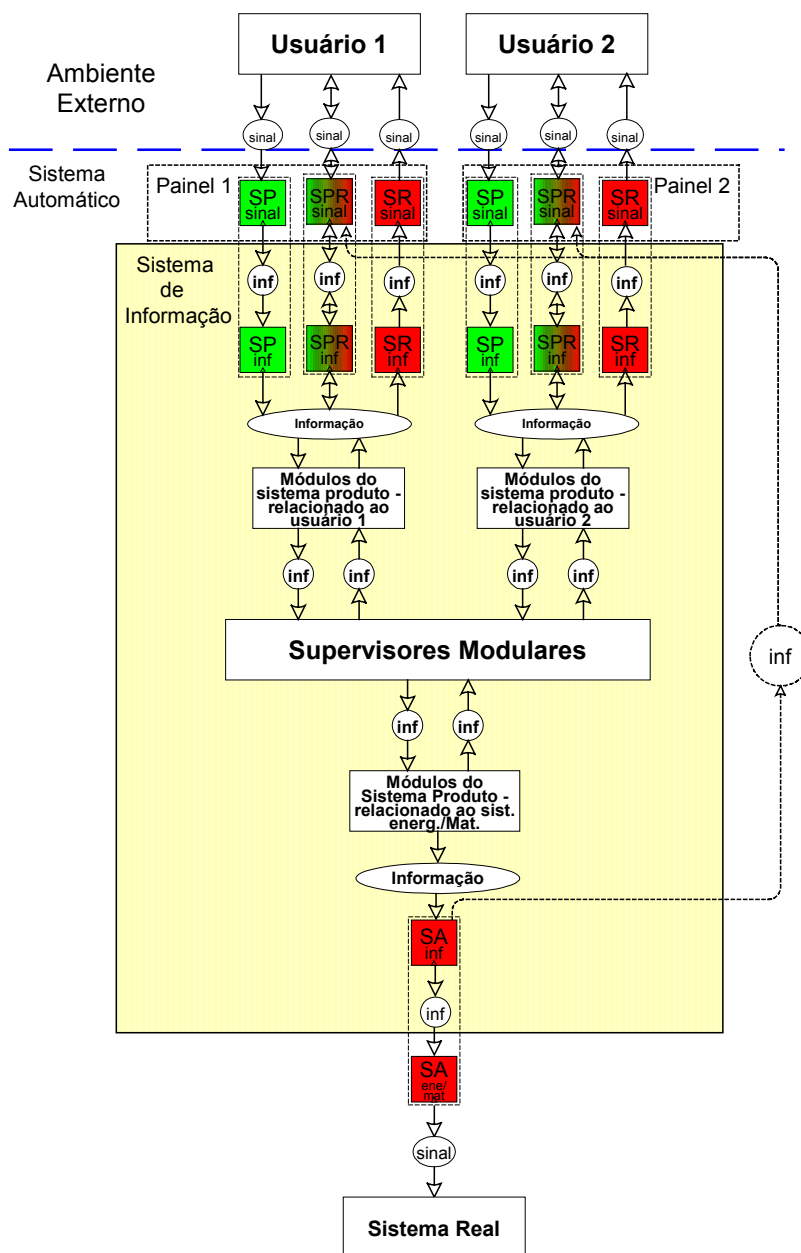 Usuário 1
Usuário 2
Ambiente
Externo
sinal
sinal
sinal
sinal
sinal
sinal
Sistema
Automático
Painel 1
SP
sinal
SPR
sinal
SR
sinal
SP
sinal
SPR
sinal
SR
sinal
Painel 2
Sistema
de
Informação
inf
inf
inf
inf
inf
inf
SP
inf
SPR
inf
SR
inf
SP
inf
SPR
inf
SR
inf
Informação
Informação
Módulos do
sistema produto -
relacionado ao
usuário 1
Módulos do
sistema produto -
relacionado ao
usuário 2
inf
inf
inf
inf
Supervisores Modulares
inf
inf
inf
Módulos do
Sistema Produto -
relacionado ao sist.
energ./Mat.
Informação
SA
inf
inf
SA
ene/
mat
sinal
Sistema Real